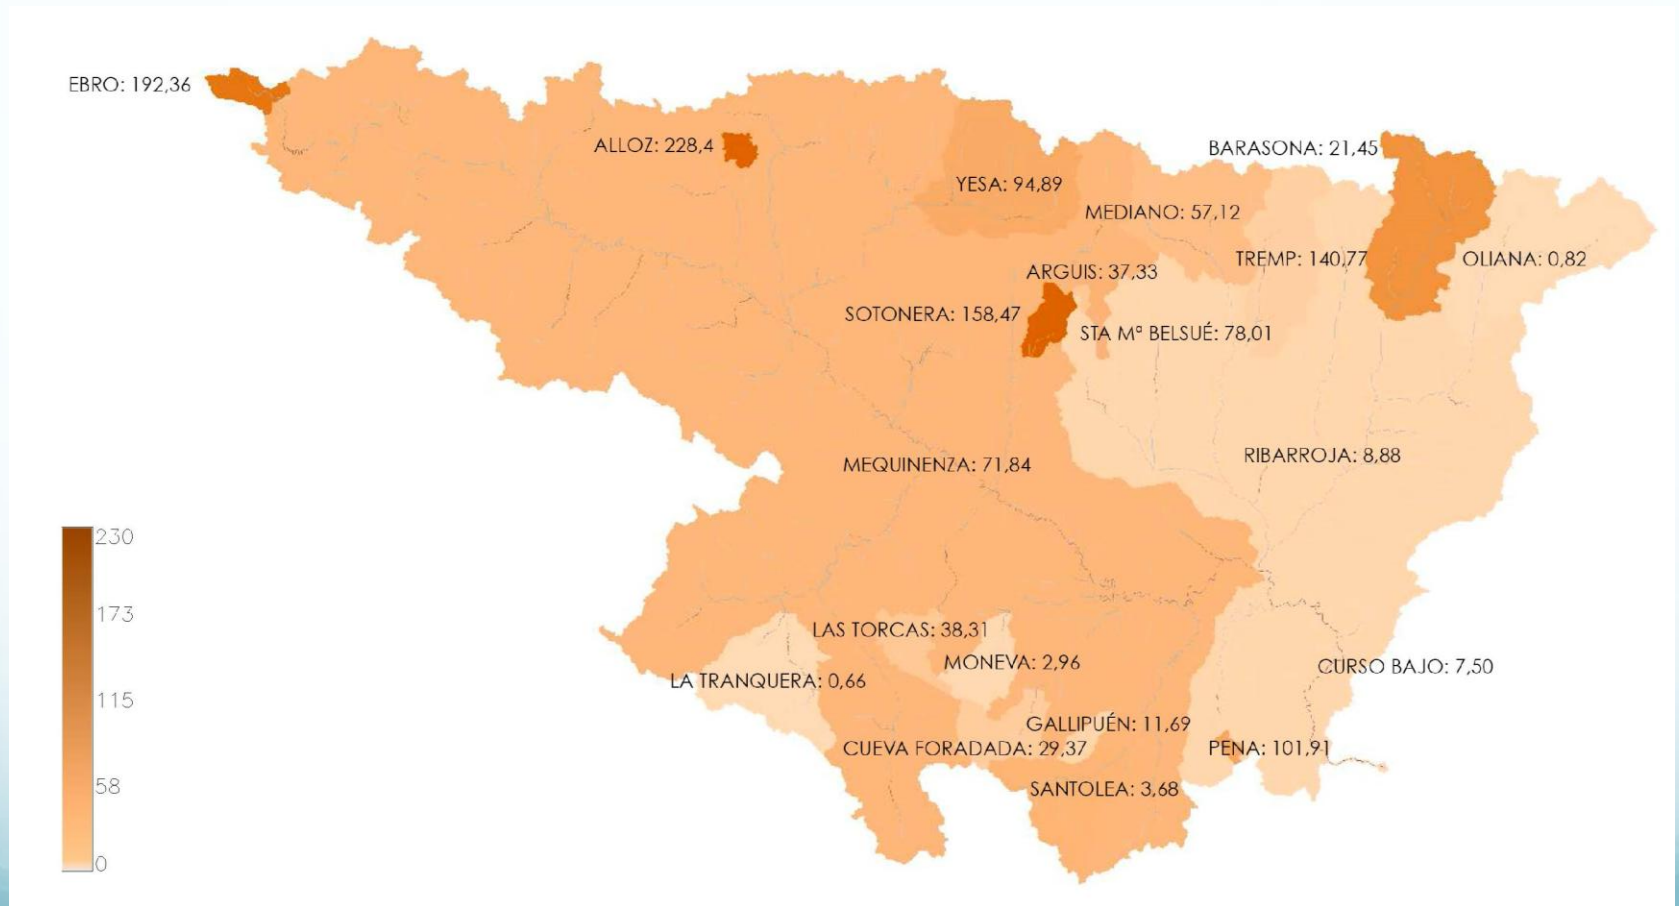 EBRO: 192,36
ALLOZ: 228,4
BARASONA: 21,45
YESA: 94,89
MEDIANO: 57,12
TREMP: 140,77
OLIANA: 0,82
ARGUIS: 37,33
SOTONERA: 158,47
STA Mª BELSUÉ: 78,01
RIBARROJA: 8,88
MEQUINENZA: 71,84
230
173
115
58
0
LAS TORCAS: 38,31
MONEVA: 2,96
CURSO BAJO: 7,50
LA TRANQUERA: 0,66
GALLIPUÉN: 11,69
CUEVA FORADADA: 29,37
PENA: 101,91
SANTOLEA: 3,68